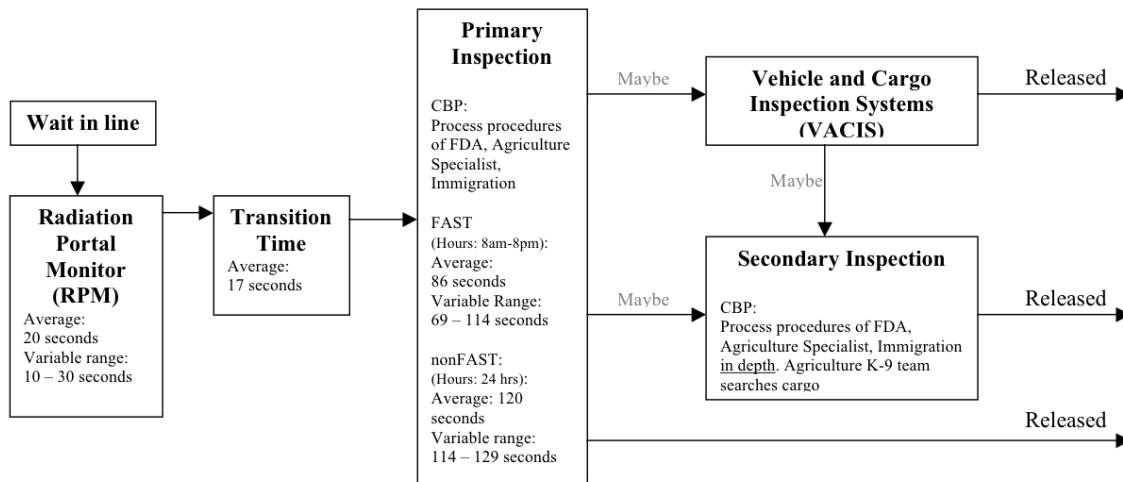 Wait in line
Radiation
Portal
Monitor
(RPM)
Average:
20 seconds
Variable range:
10 – 30 seconds
Transition
Time
Average:
17 seconds
Primary
Inspection
CBP:
Process procedures
of FDA, Agriculture
Specialist,
Immigration
FAST
(Hours: 8am-8pm):
Average:
86 seconds
Variable Range:
69 – 114 seconds
nonFAST:
(Hours: 24 hrs):
Average: 120
seconds
Variable range:
114 – 129 seconds
Maybe
Vehicle and Cargo
Inspection Systems
(VACIS)
Released
Maybe
Maybe
Secondary Inspection
CBP:
Process procedures of FDA,
Agriculture Specialist, Immigration
in depth. Agriculture K-9 team
searches cargo
Released
Released